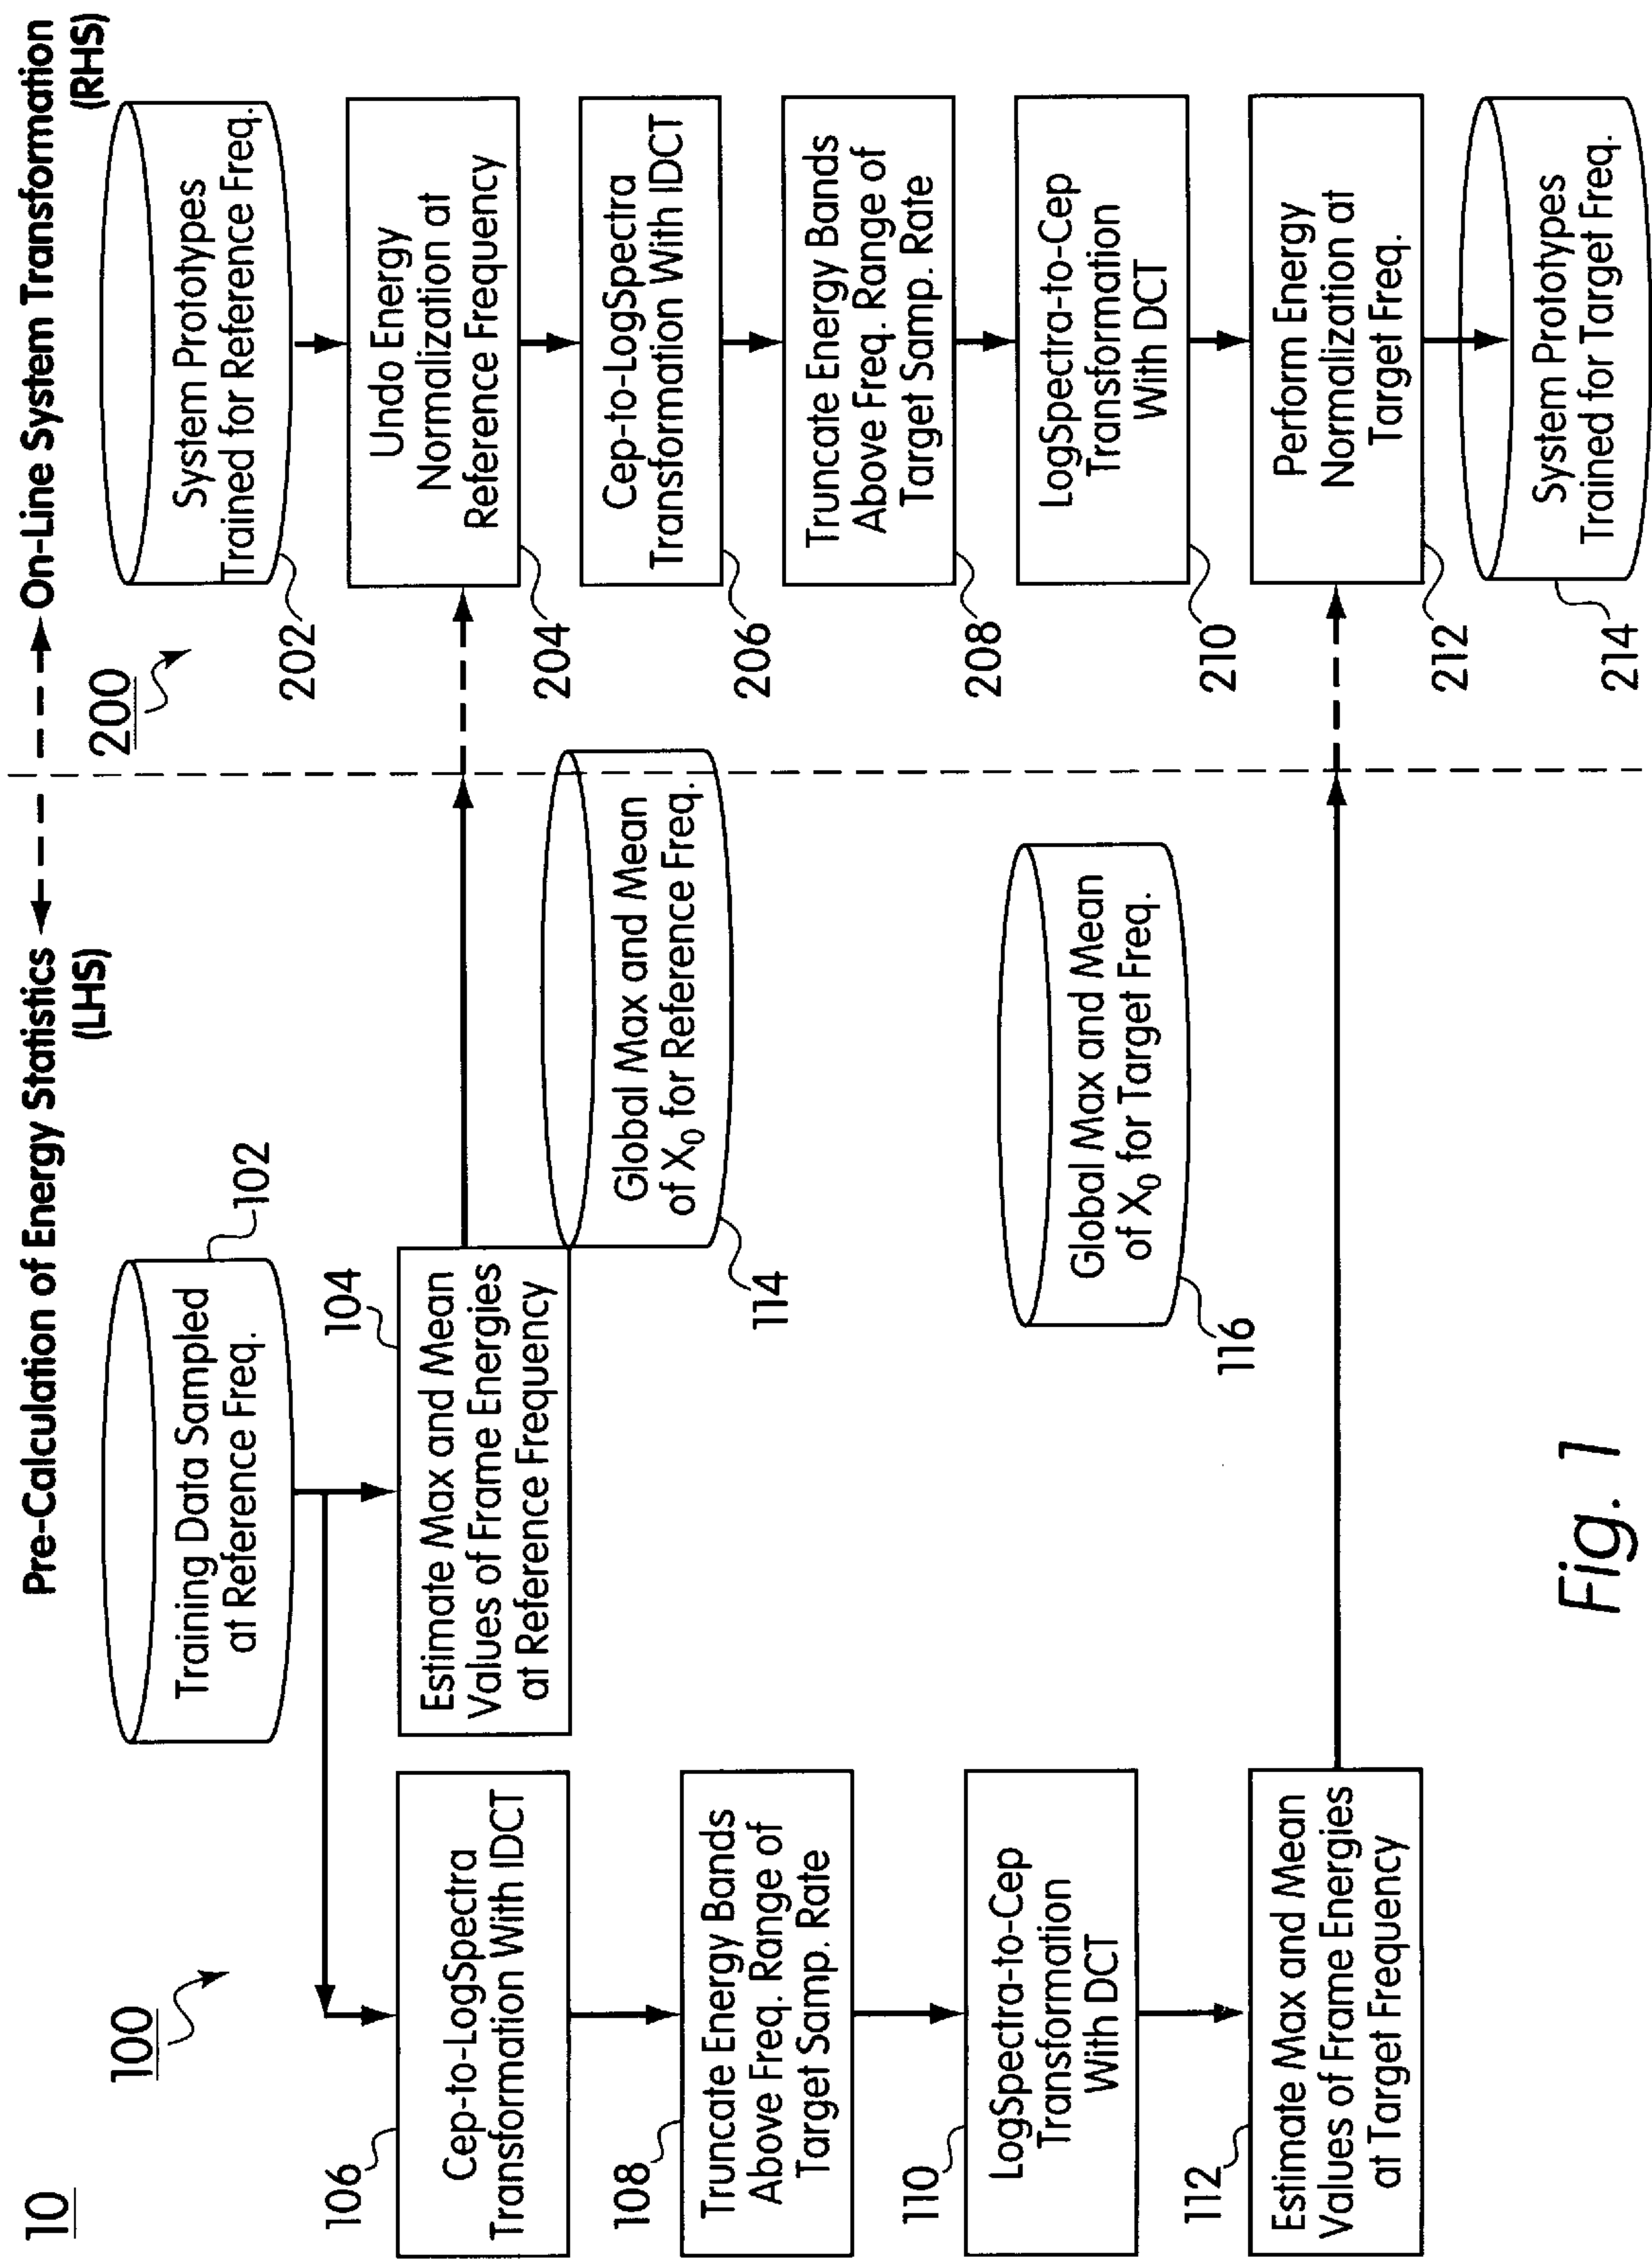 Pre-Calculation of Energy Statistics
(LHS)
On-Line System Transformation
(RHS)
10
100
Training Data Sampled
at Reference Freq.
102
104
Estimate Max and Mean
Values of Frame Energies
at Reference Frequency
106
Cep-to-LogSpectra
Transformation With IDCT
108
Truncate Energy Bands
Above Freq. Range of
Target Samp. Rate
110
LogSpectra-to-Cep
Transformation
With DCT
112
Estimate Max and Mean
Values of Frame Energies
at Target Frequency
Global Max and Mean
of X₀ for Reference Freq.
114
Global Max and Mean
of X₀ for Target Freq.
116
200
System Prototypes
Trained for Reference Freq.
202
Undo Energy
Normalization at
Reference Frequency
204
Cep-to-LogSpectra
Transformation With IDCT
206
Truncate Energy Bands
Above Freq. Range of
Target Samp. Rate
208
LogSpectra-to-Cep
Transformation
With DCT
210
Perform Energy
Normalization at
Target Freq.
212
System Prototypes
Trained for Target Freq.
214
Fig. 1